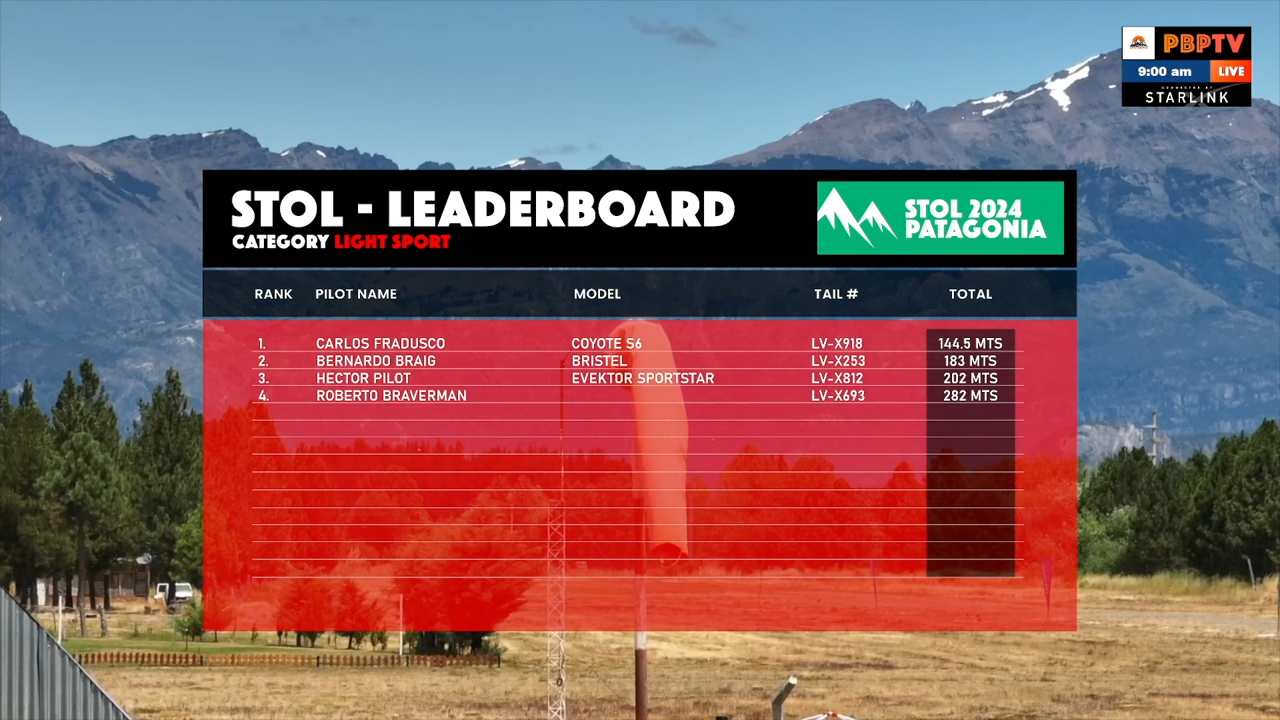 PBPTV
9:00 am LIVE
STARLINK
STOL - LEADERBOARD
CATEGORY LIGHT SPORT
STOL 2024
PATAGONIA
RANK PILOT NAME MODEL TAIL # TOTAL
1. CARLOS FRADUSCO COYOTE S6 LV-X918 144.5 MTS
2. BERNARDO BRAIG BRISTEL LV-X253 183 MTS
3. HECTOR PILOT EVEKTOR SPORTSTAR LV-X812 202 MTS
4. ROBERTO BRAVERMAN LV-X693 282 MTS